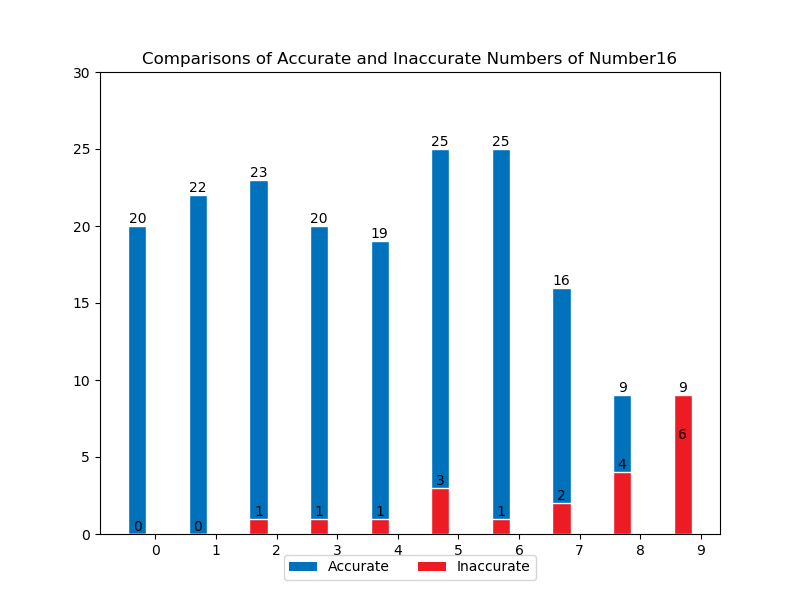 Comparisons of Accurate and Inaccurate Numbers of Number16
30
25
20
15
10
5
0
20 22 23 20 19 25 25 16 9 9
0 0 1 1 1 3 1 2 4 6
0 1 2 3 4 5 6 7 8 9
Accurate Inaccurate